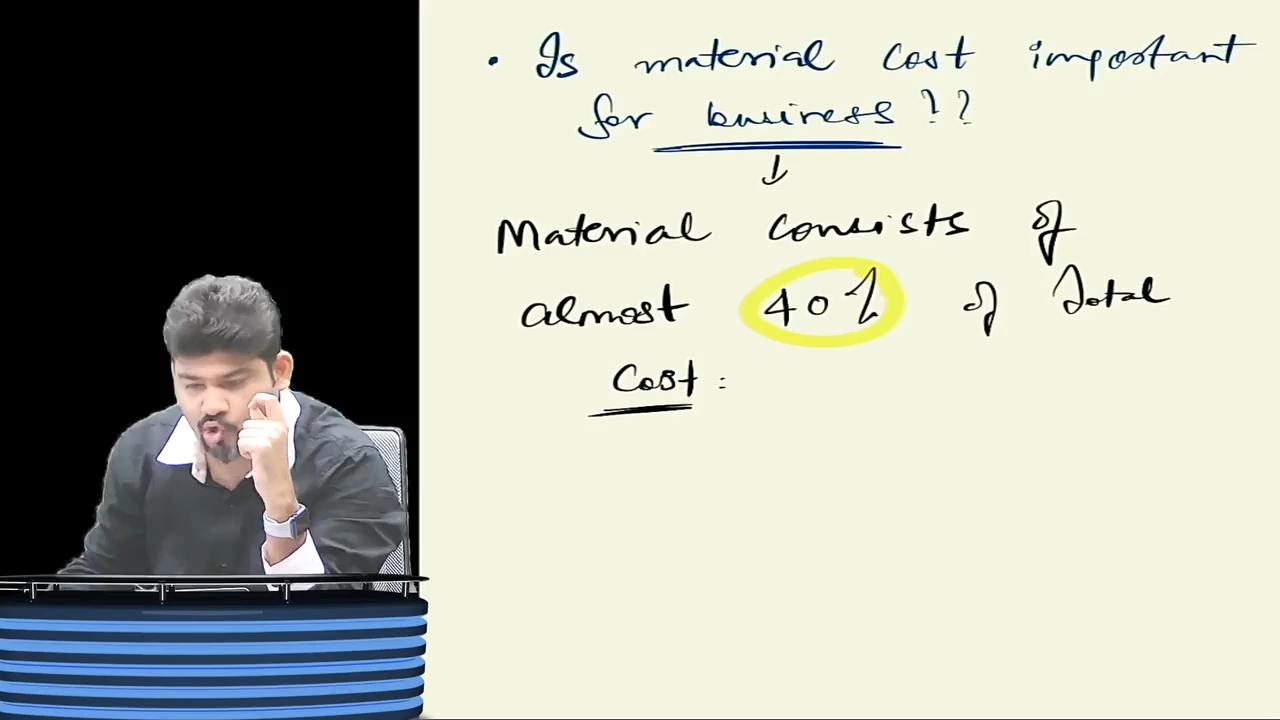 • Is material cost important
for business ??
↓
Material consists of
almost 40% of Total
Cost :